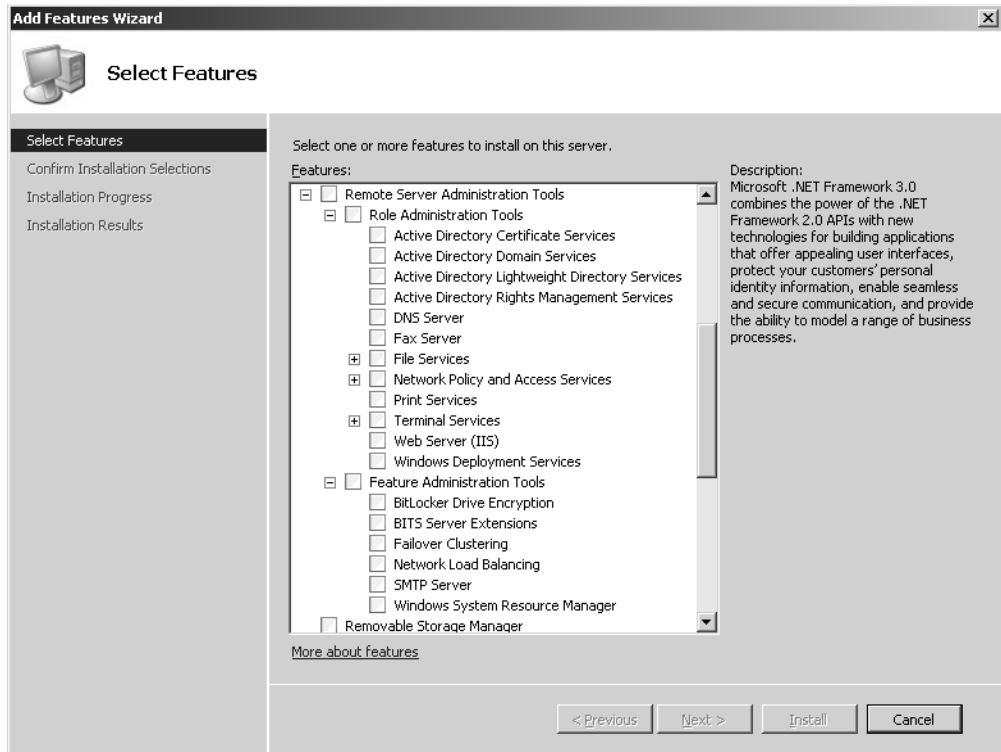 Add Features Wizard
Select Features
Select Features
Confirm Installation Selections
Installation Progress
Installation Results
Select one or more features to install on this server.
Features:
Remote Server Administration Tools
Role Administration Tools
Active Directory Certificate Services
Active Directory Domain Services
Active Directory Lightweight Directory Services
Active Directory Rights Management Services
DNS Server
Fax Server
File Services
Network Policy and Access Services
Print Services
Terminal Services
Web Server (IIS)
Windows Deployment Services
Feature Administration Tools
BitLocker Drive Encryption
BITS Server Extensions
Failover Clustering
Network Load Balancing
SMTP Server
Windows System Resource Manager
Removable Storage Manager
More about features
Description:
Microsoft .NET Framework 3.0
combines the power of the .NET
Framework 2.0 APIs with new
technologies for building applications
that offer appealing user interfaces,
protect your customers' personal
identity information, enable seamless
and secure communication, and provide
the ability to model a range of business
processes.
< Previous
Next >
Install
Cancel